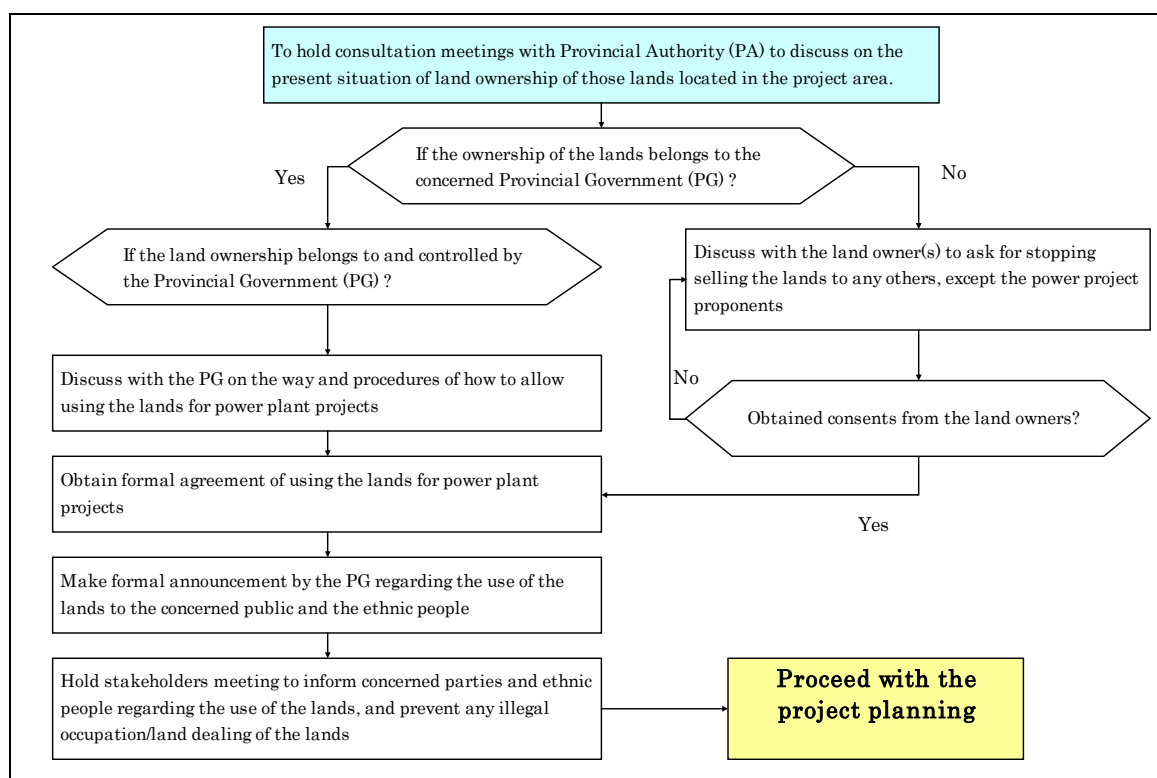 To hold consultation meetings with Provincial Authority (PA) to discuss on the
present situation of land ownership of those lands located in the project area.
If the ownership of the lands belongs to the
concerned Provincial Government (PG) ?
Yes
No
If the land ownership belongs to and controlled by
the Provincial Government (PG) ?
Discuss with the land owner(s) to ask for stopping
selling the lands to any others, except the power project
proponents
Discuss with the PG on the way and procedures of how to allow
using the lands for power plant projects
No
Obtained consents from the land owners?
Obtain formal agreement of using the lands for power plant
projects
Yes
Make formal announcement by the PG regarding the use of the
lands to the concerned public and the ethnic people
Hold stakeholders meeting to inform concerned parties and ethnic
people regarding the use of the lands, and prevent any illegal
occupation/land dealing of the lands
Proceed with the
project planning